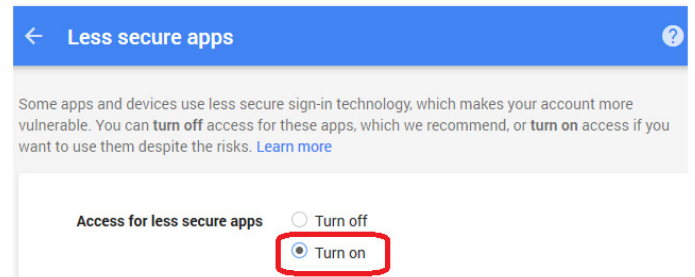 Less secure apps
Some apps and devices use less secure sign-in technology, which makes your account more
vulnerable. You can turn off access for these apps, which we recommend, or turn on access if you
want to use them despite the risks. Learn more
Access for less secure apps Turn off
Turn on